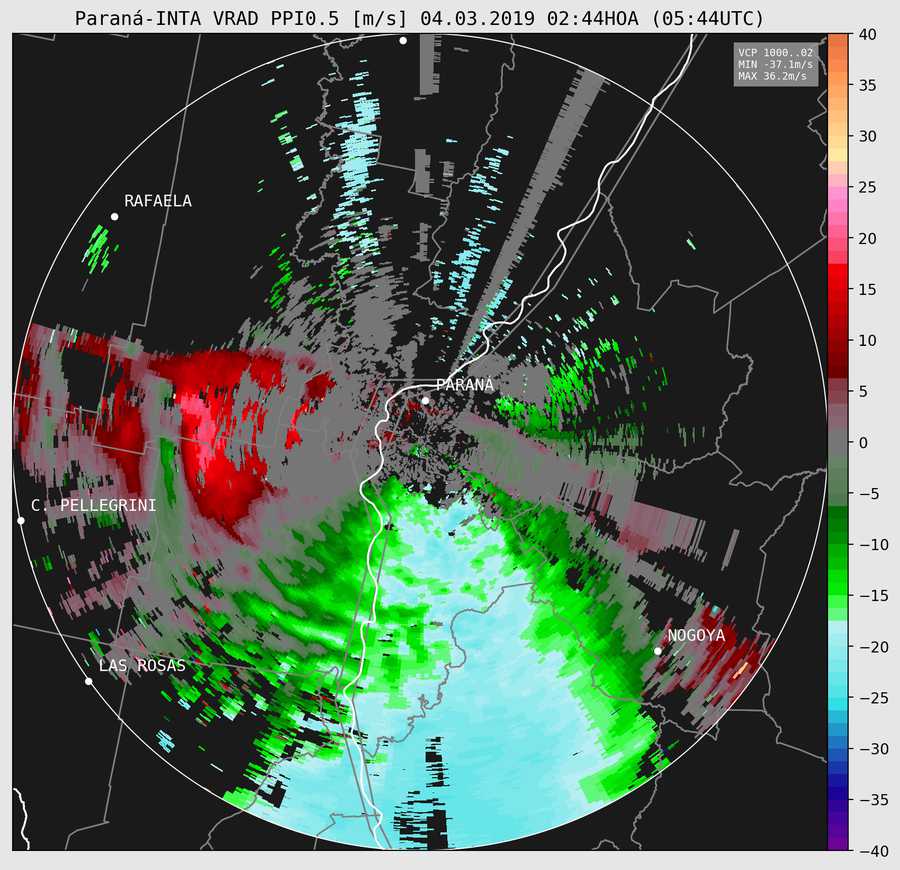 Paraná-INTA VRAD PPI0.5 [m/s] 04.03.2019 02:44HOA (05:44UTC)
VCP 1000..02
MIN -37.1m/s
MAX 36.2m/s
RAFAELA
PARANÁ
C. PELLEGRINI
NOGOYA
LAS ROSAS
40
35
30
25
20
15
10
5
0
−5
−10
−15
−20
−25
−30
−35
−40